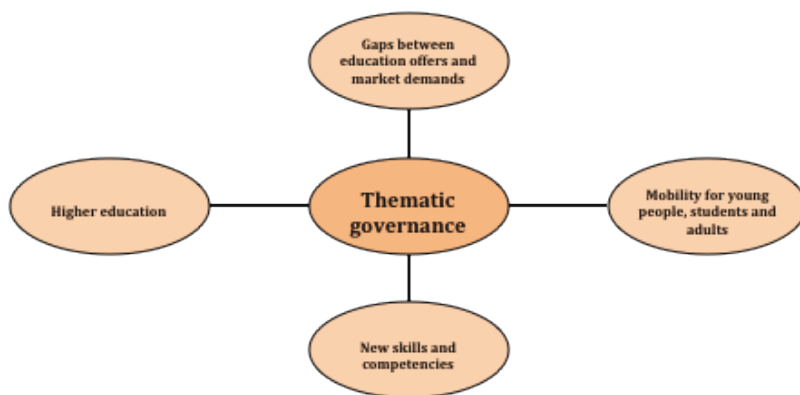 Gaps between
education offers and
market demands
Higher education
Thematic
governance
Mobility for young
people, students and
adults
New skills and
competencies